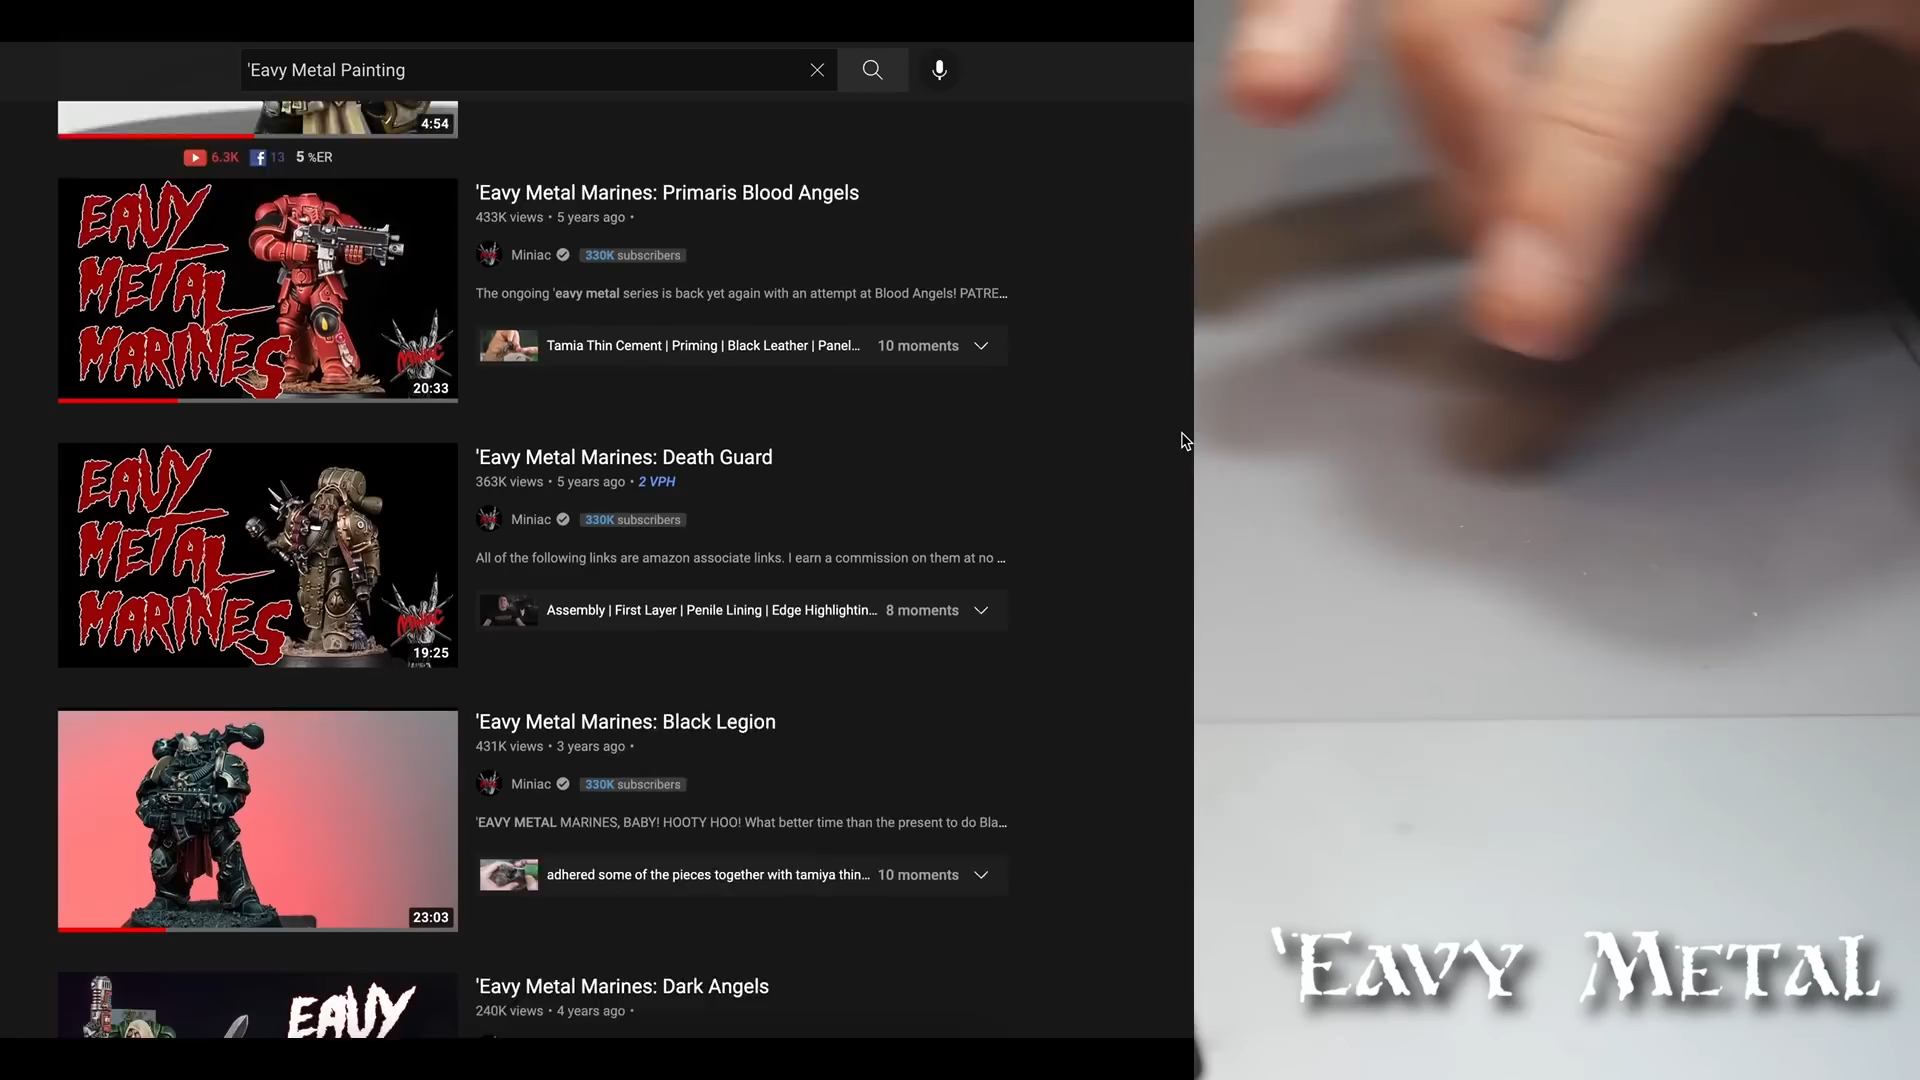 'Eavy Metal Painting
4:54
6.3K 13 5 %ER
EAVY
METAL
MARINES
MINIAC
20:33
'Eavy Metal Marines: Primaris Blood Angels
433K views • 5 years ago •
Miniac 330K subscribers
The ongoing 'eavy metal series is back yet again with an attempt at Blood Angels! PATRE...
Tamia Thin Cement | Priming | Black Leather | Panel... 10 moments
EAVY
METAL
MARINES
MINIAC
19:25
'Eavy Metal Marines: Death Guard
363K views • 5 years ago • 2 VPH
Miniac 330K subscribers
All of the following links are amazon associate links. I earn a commission on them at no ...
Assembly | First Layer | Penile Lining | Edge Highlightin... 8 moments
23:03
'Eavy Metal Marines: Black Legion
431K views • 3 years ago •
Miniac 330K subscribers
'EAVY METAL MARINES, BABY! HOOTY HOO! What better time than the present to do Bla...
adhered some of the pieces together with tamiya thin... 10 moments
EAVY
'Eavy Metal Marines: Dark Angels
240K views • 4 years ago •
'EAVY METAL